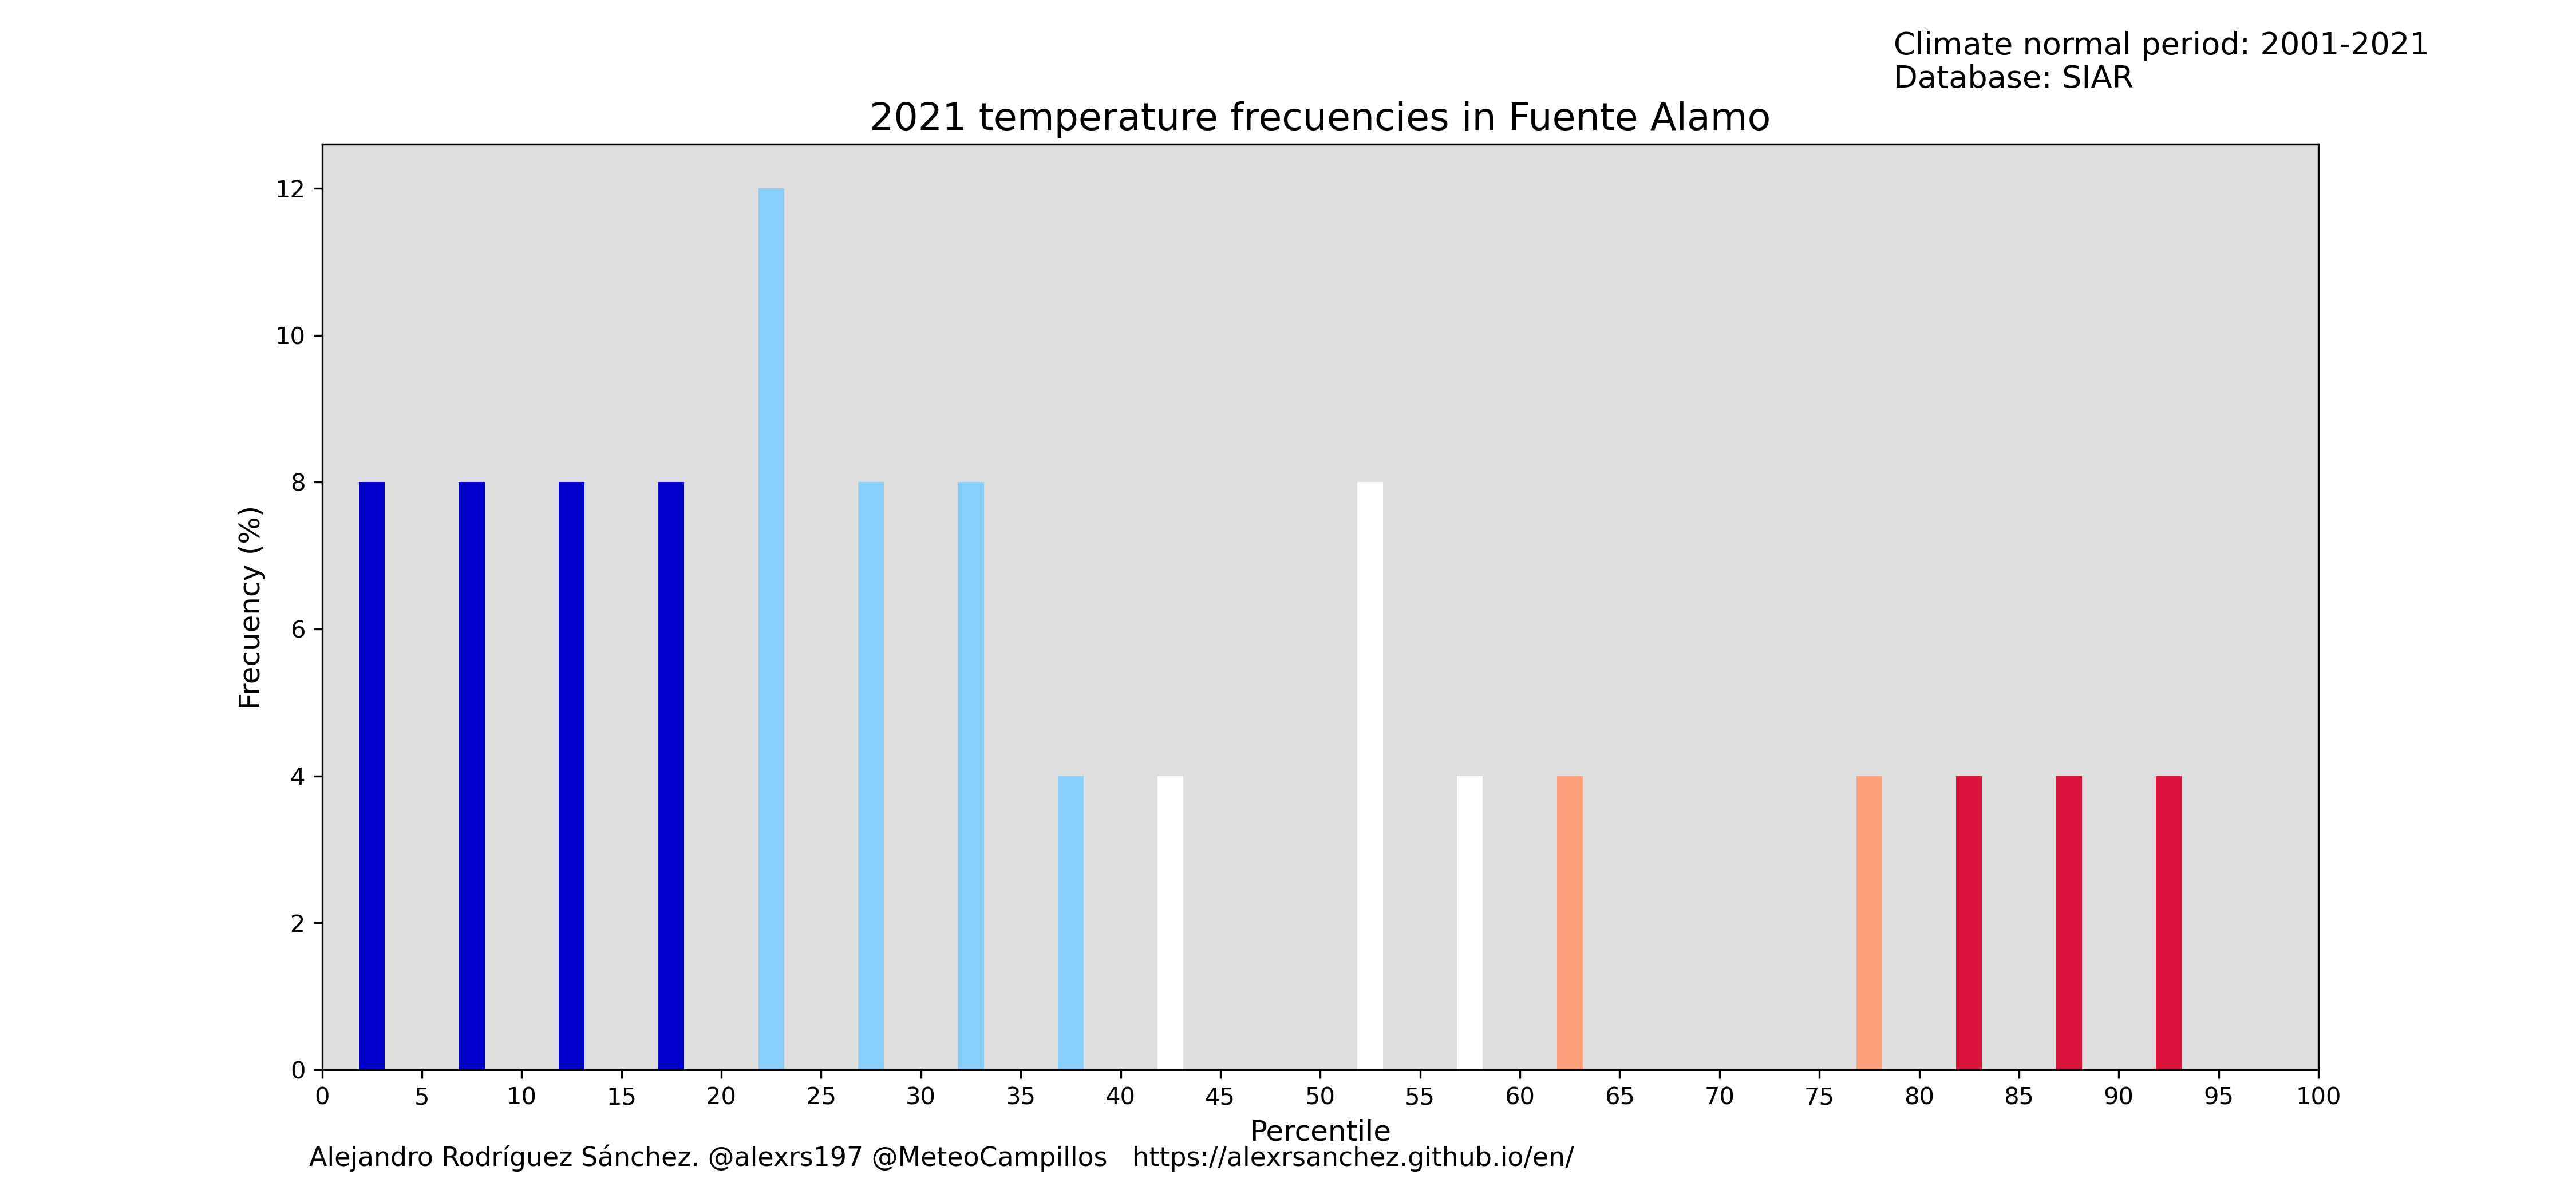 Climate normal period: 2001-2021
Database: SIAR
2021 temperature frecuencies in Fuente Alamo
Frecuency (%)
12
10
8
6
4
2
0
0 5 10 15 20 25 30 35 40 45 50 55 60 65 70 75 80 85 90 95 100
Percentile
Alejandro Rodríguez Sánchez. @alexrs197 @MeteoCampillos https://alexrsanchez.github.io/en/